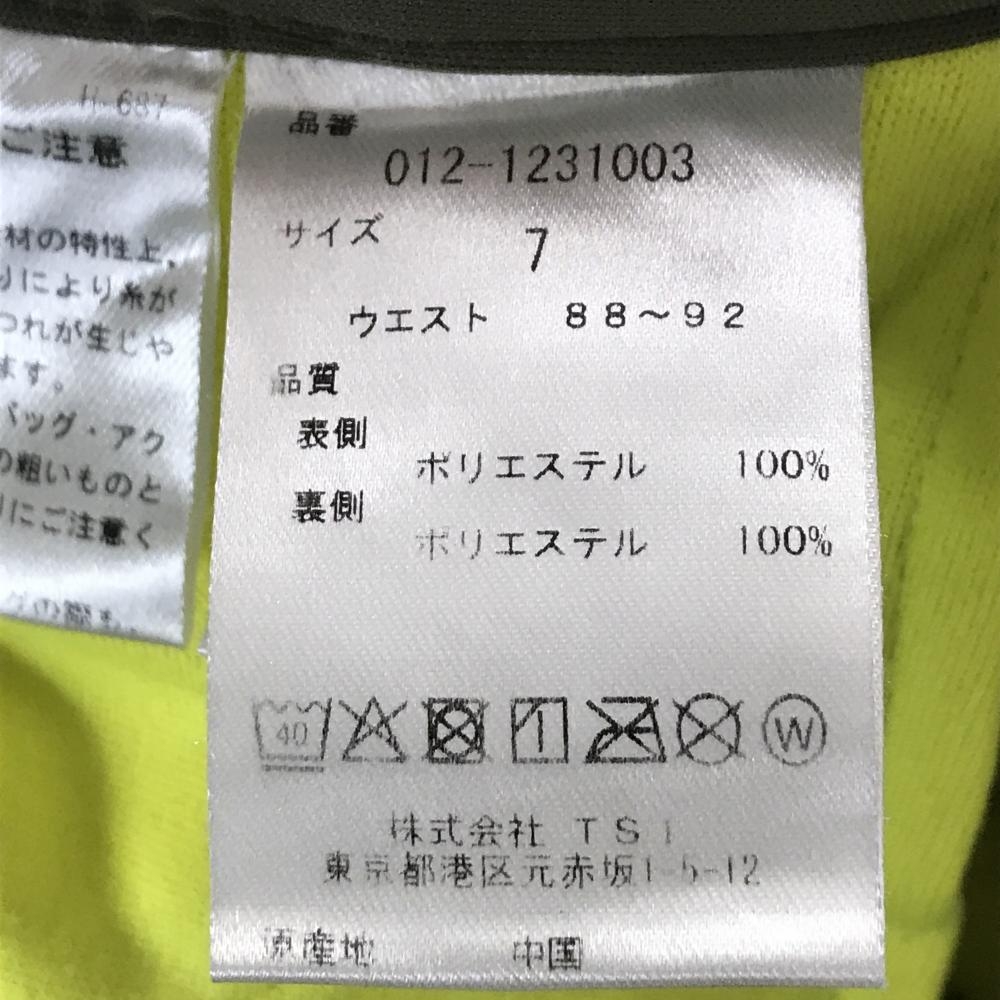 H-687
ご注意
材の特性上、
りにより糸が
つれが生じや
ます。
バッグ・アク
の粗いものと
りにご注意く
品番
012-1231003
サイズ
7
ウエスト 88～92
品質
表側
ポリエステル 100%
裏側
ポリエステル 100%
40
W
株式会社 TSI
東京都港区元赤坂1-5-12
原産地 中国